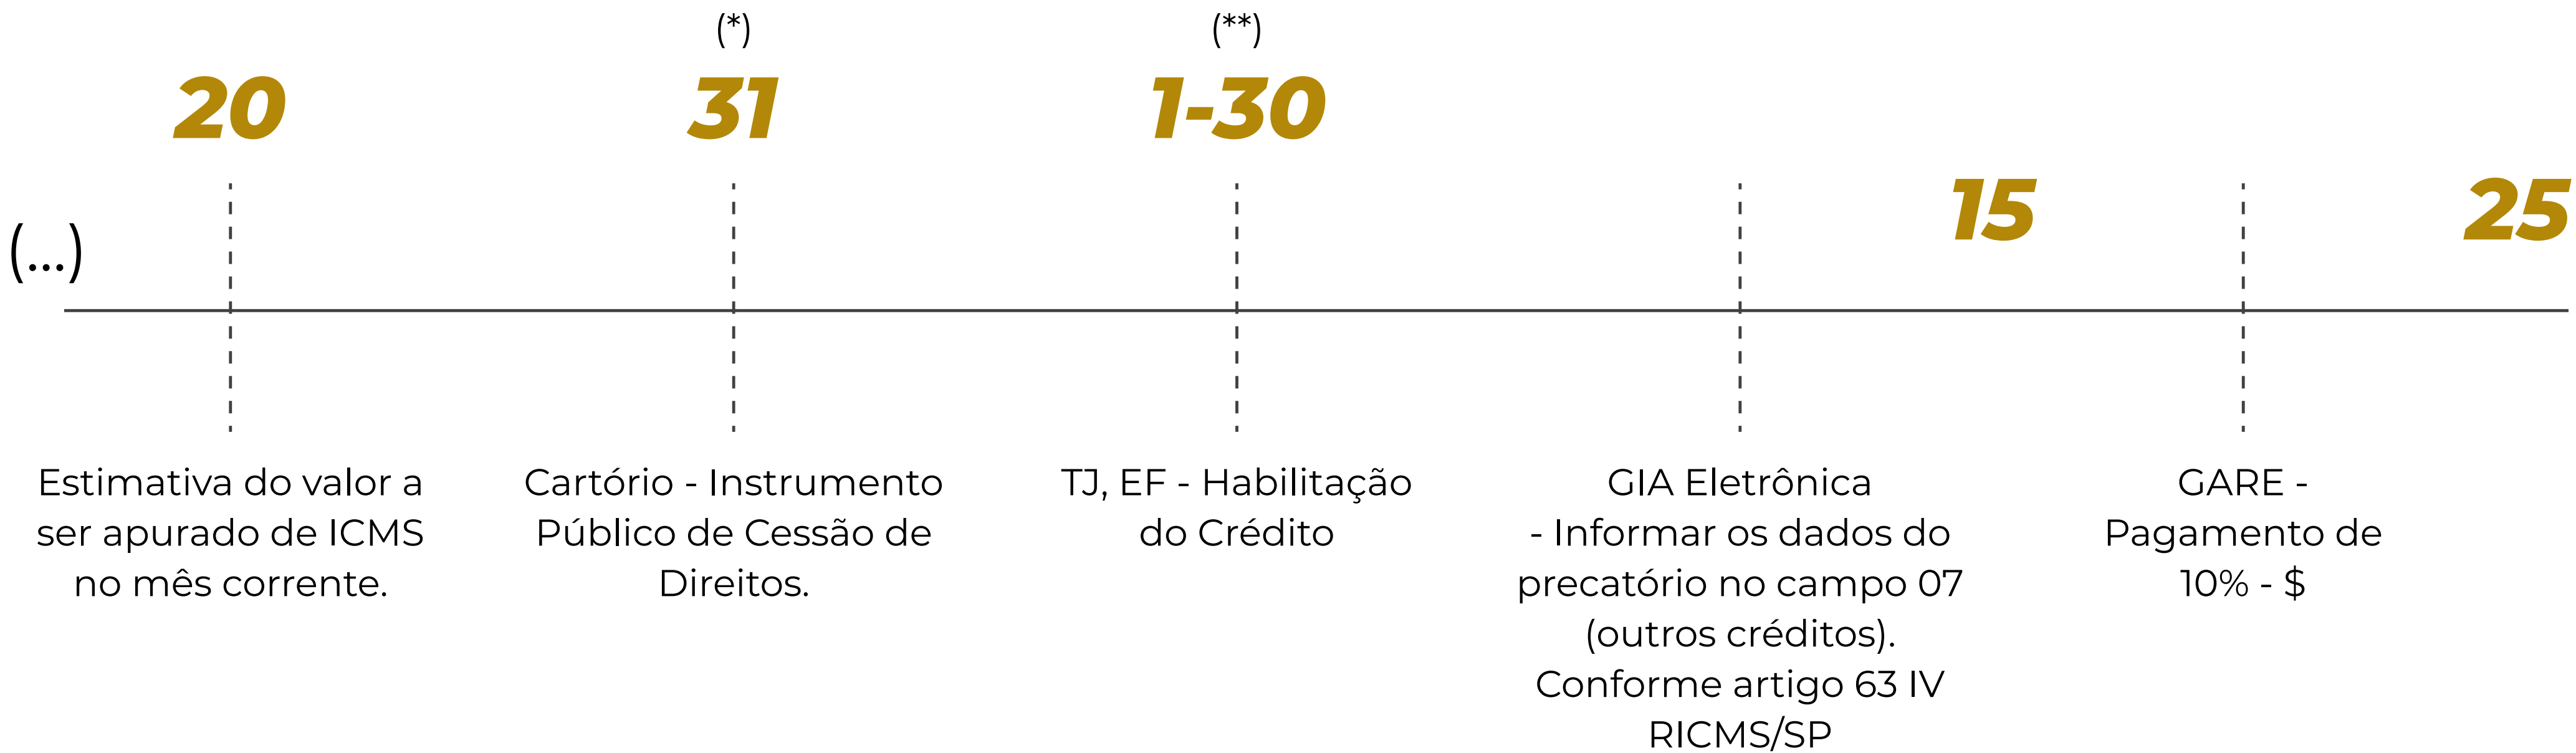 (*)
(**)
20
31
1-30
15
25
(...)
Estimativa do valor a
ser apurado de ICMS
no mês corrente.
Cartório - Instrumento
Público de Cessão de
Direitos.
TJ, EF - Habilitação
do Crédito
GIA Eletrônica
- Informar os dados do
precatório no campo 07
(outros créditos).
Conforme artigo 63 IV
RICMS/SP
GARE -
Pagamento de
10% - $